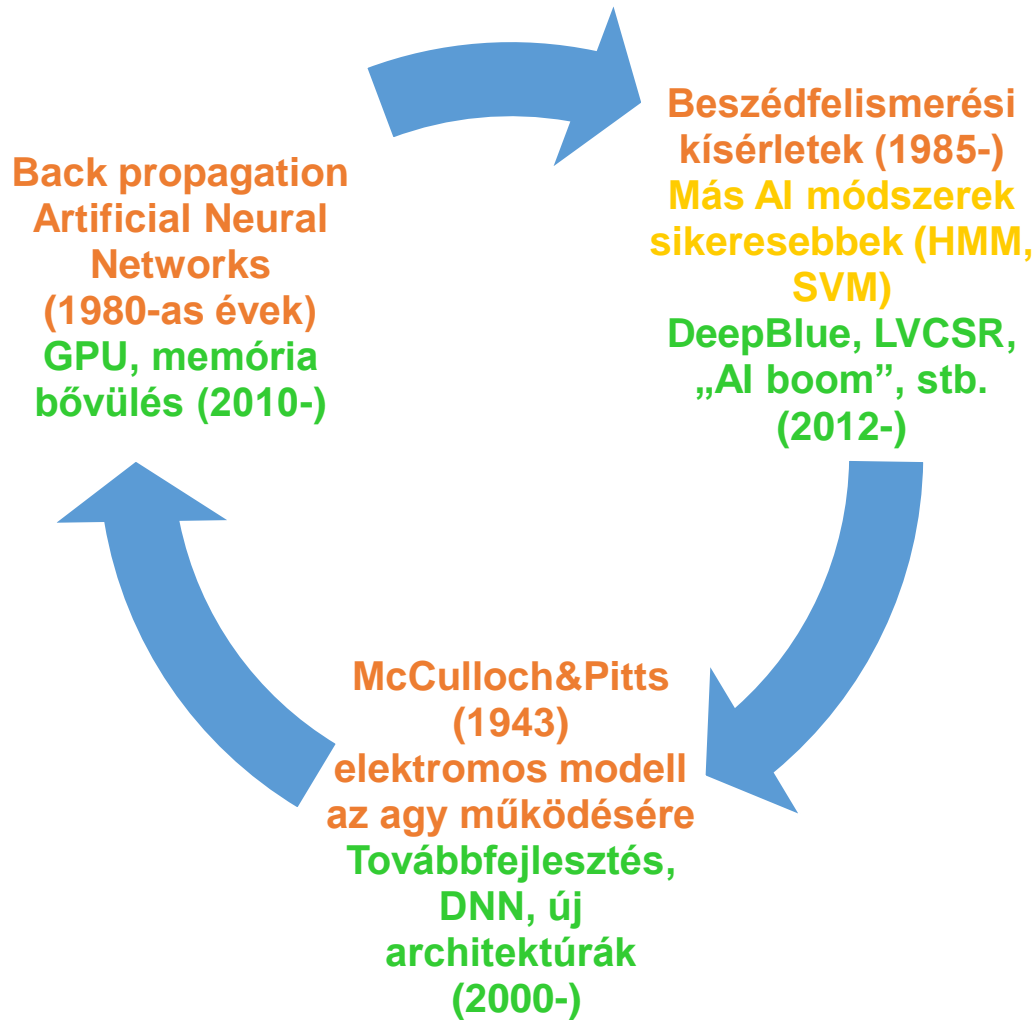 Back propagation
Artificial Neural
Networks
(1980-as évek)
GPU, memória
bővülés (2010-)
Beszédfelismerési
kísérletek (1985-)
Más AI módszerek
sikeresebbek (HMM,
SVM)
DeepBlue, LVCSR,
„AI boom”, stb.
(2012-)
McCulloch&Pitts
(1943)
elektromos modell
az agy működésére
Továbbfejlesztés,
DNN, új
architektúrák
(2000-)